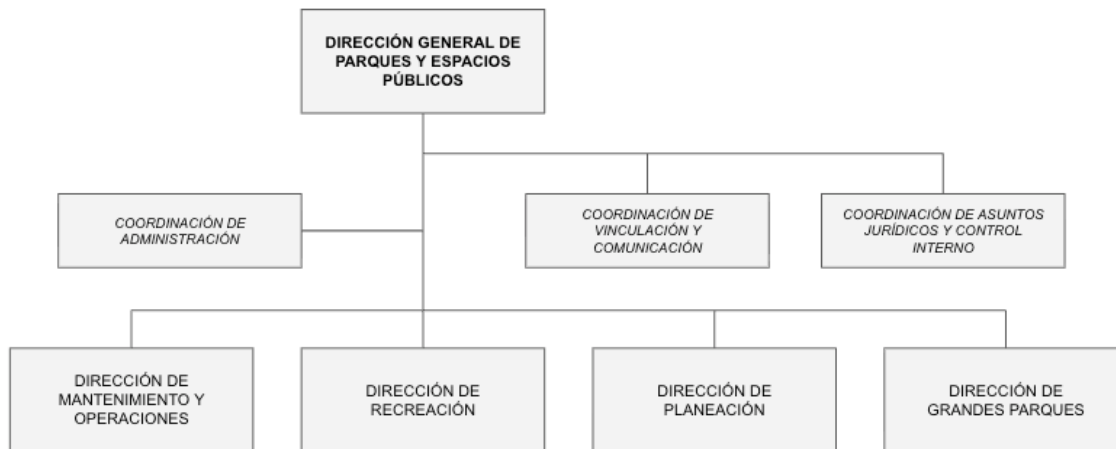 DIRECCIÓN GENERAL DE
PARQUES Y ESPACIOS
PÚBLICOS
COORDINACIÓN DE
ADMINISTRACIÓN
COORDINACIÓN DE
VINCULACIÓN Y
COMUNICACIÓN
COORDINACIÓN DE ASUNTOS
JURÍDICOS Y CONTROL
INTERNO
DIRECCIÓN DE
MANTENIMIENTO Y
OPERACIONES
DIRECCIÓN DE
RECREACIÓN
DIRECCIÓN DE
PLANEACIÓN
DIRECCIÓN DE
GRANDES PARQUES